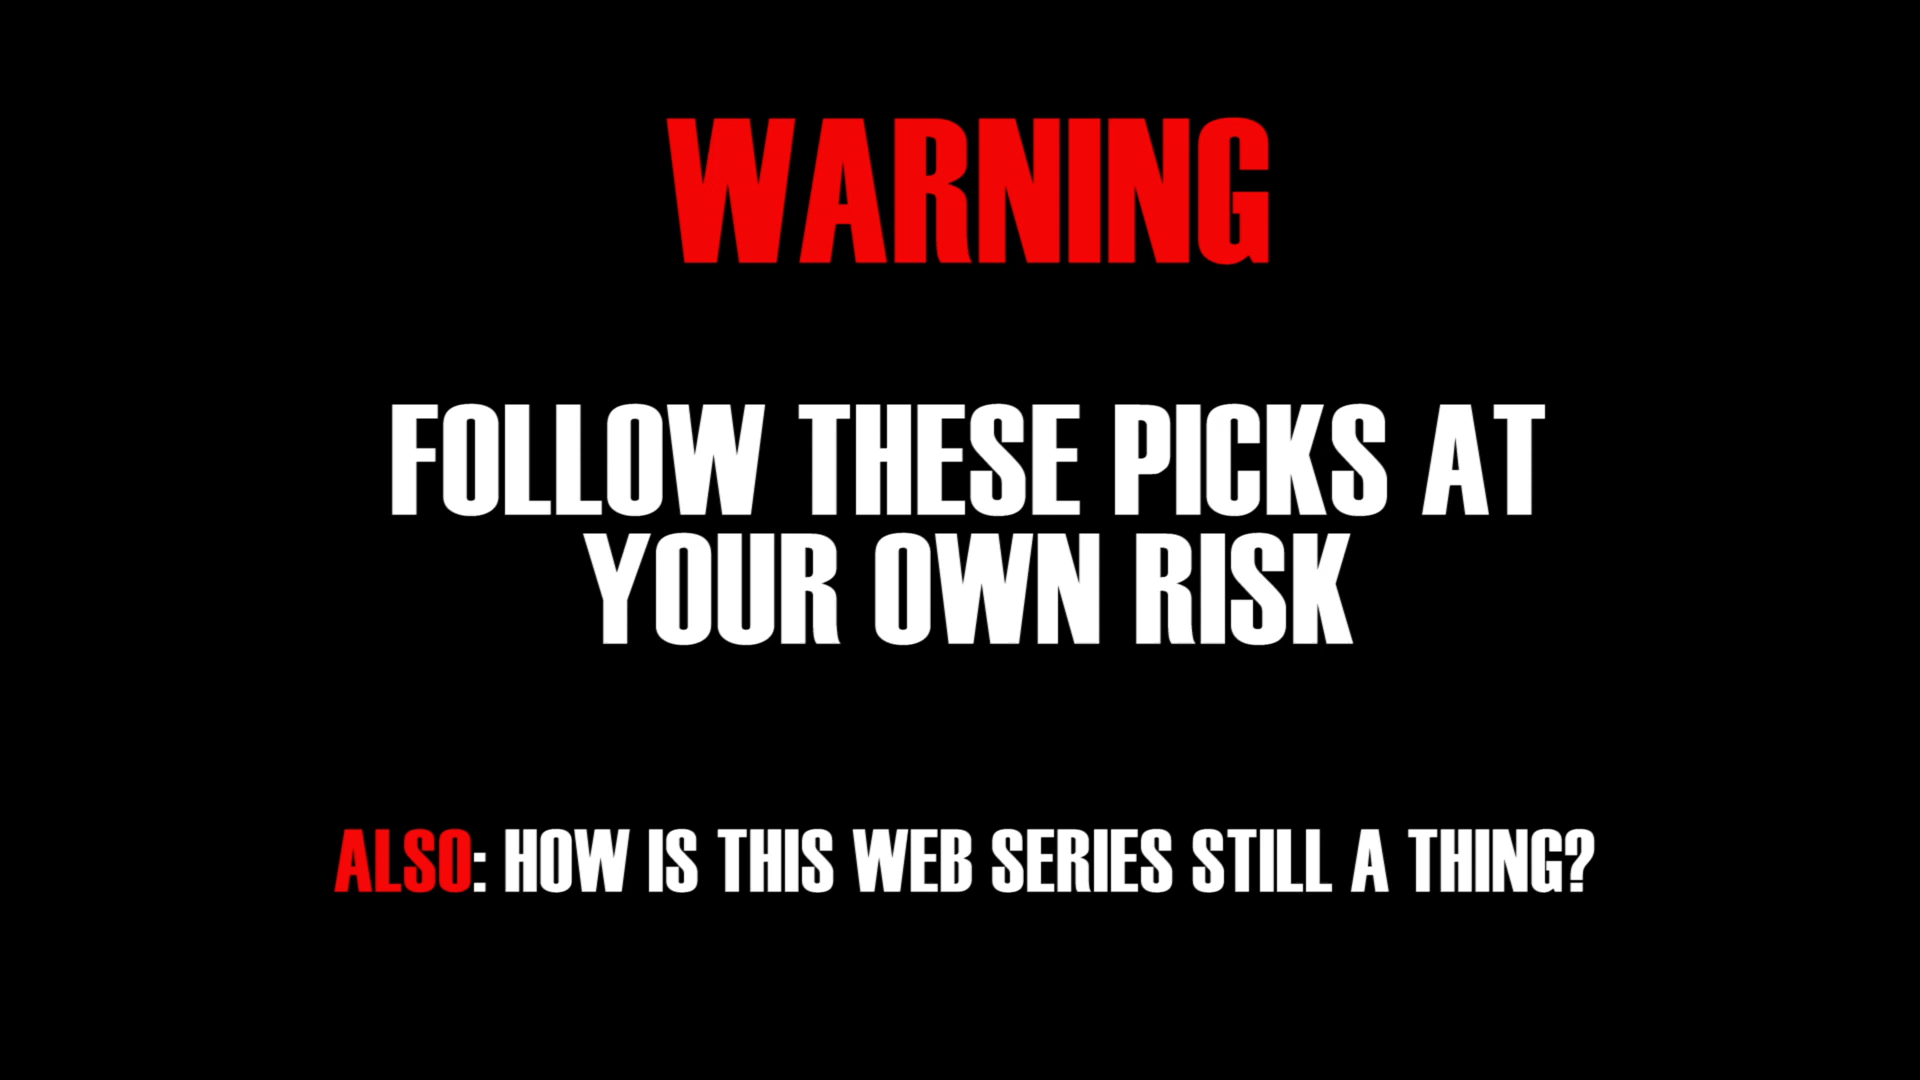 WARNING
FOLLOW THESE PICKS AT
YOUR OWN RISK
ALSO: HOW IS THIS WEB SERIES STILL A THING?